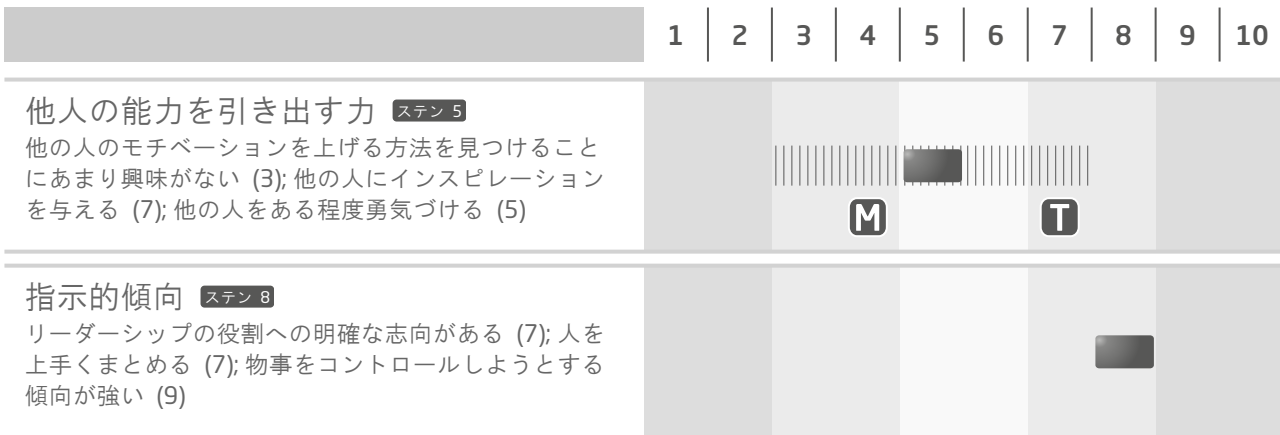 1 2 3 4 5 6 7 8 9 10
他人の能力を引き出す力 ステン 5
他の人のモチベーションを上げる方法を見つけること
にあまり興味がない (3); 他の人にインスピレーション
を与える (7); 他の人をある程度勇気づける (5)
M T
指示的傾向 ステン 8
リーダーシップの役割への明確な志向がある (7); 人を
上手くまとめる (7); 物事をコントロールしようとする
傾向が強い (9)